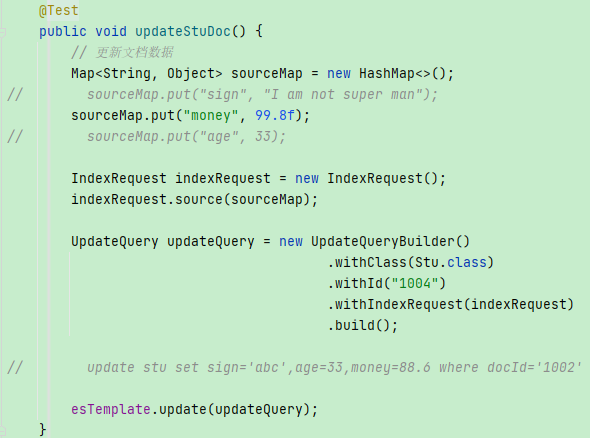 @Test
public void updateStuDoc() {
// 更新文档数据
Map<String, Object> sourceMap = new HashMap<>();
// sourceMap.put("sign", "I am not super man");
sourceMap.put("money", 99.8f);
// sourceMap.put("age", 33);
IndexRequest indexRequest = new IndexRequest();
indexRequest.source(sourceMap);
UpdateQuery updateQuery = new UpdateQueryBuilder()
.withClass(Stu.class)
.withId("1004")
.withIndexRequest(indexRequest)
.build();
// update stu set sign='abc',age=33,money=88.6 where docId='1002'
esTemplate.update(updateQuery);
}